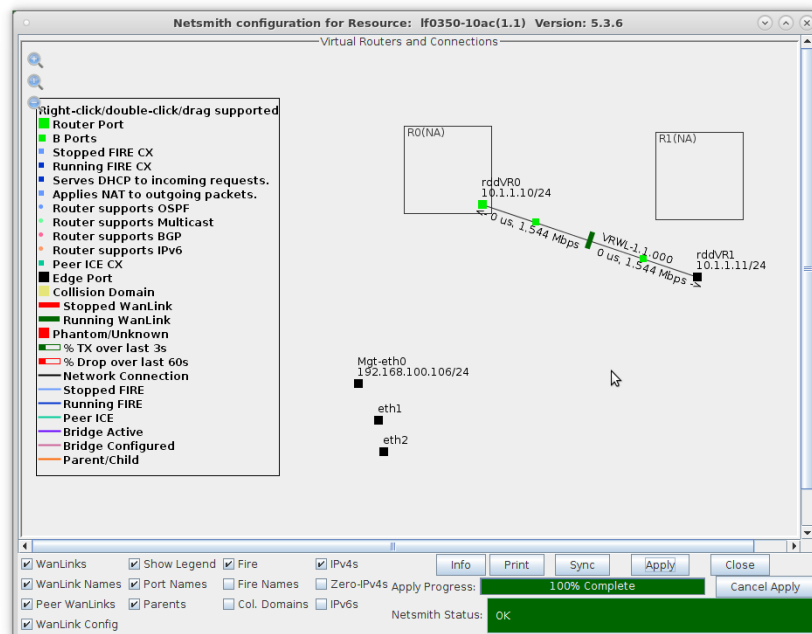 Netsmith configuration for Resource: lf0350-10ac(1.1) Version: 5.3.6
Virtual Routers and Connections
Right-click/double-click/drag supported
Router Port
B Ports
Stopped FIRE CX
Running FIRE CX
Serves DHCP to incoming requests.
Applies NAT to outgoing packets.
Router supports OSPF
Router supports Multicast
Router supports BGP
Router supports IPv6
Peer ICE CX
Edge Port
Collision Domain
Stopped WanLink
Running WanLink
Phantom/Unknown
% TX over last 3s
% Drop over last 60s
Network Connection
Stopped FIRE
Running FIRE
Peer ICE
Bridge Active
Bridge Configured
Parent/Child
R0(NA)
R1(NA)
rddVR0
10.1.1.10/24
<- 0 us, 1.544 Mbps
VRWL-1.1.000
0 us, 1.544 Mbps ->
rddVR1
10.1.1.11/24
Mgt-eth0
192.168.100.106/24
eth1
eth2
WanLinks Show Legend Fire IPv4s Info Print Sync Apply Close
WanLink Names Port Names Fire Names Zero-IPv4s Apply Progress: 100% Complete Cancel Apply
Peer WanLinks Parents Col. Domains IPv6s Netsmith Status: OK
WanLink Config